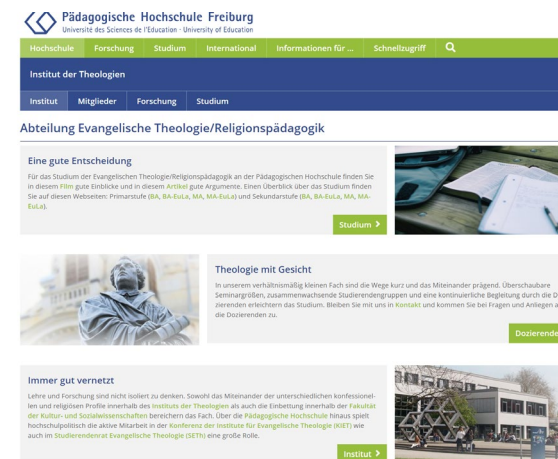 Pädagogische Hochschule Freiburg
Université des Sciences de l'Education · University of Education
Hochschule Forschung Studium International Informationen für ... Schnellzugriff
Institut der Theologien
Institut Mitglieder Forschung Studium
Abteilung Evangelische Theologie/Religionspädagogik
Eine gute Entscheidung
Für das Studium der Evangelischen Theologie/Religionspädagogik an der Pädagogischen Hochschule finden Sie
in diesem Film gute Einblicke und in diesem Artikel gute Argumente. Einen Überblick über das Studium finden
Sie auf diesen Webseiten: Primarstufe (BA, BA-EuLa, MA, MA-EuLa) und Sekundarstufe (BA, BA-EuLa, MA, MA-
EuLa).
Studium
Theologie mit Gesicht
In unserem verhältnismäßig kleinen Fach sind die Wege kurz und das Miteinander prägend. Überschaubare
Seminargrößen, zusammenwachsende Studierendengruppen und eine kontinuierliche Begleitung durch die D
zierenden erleichtern das Studium. Bleiben Sie mit uns in Kontakt und kommen Sie bei Fragen und Anliegen a
die Dozierenden zu.
Dozierende
Immer gut vernetzt
Lehre und Forschung sind nicht isoliert zu denken. Sowohl das Miteinander der unterschiedlichen konfessionel-
len und religiösen Profile innerhalb des Instituts der Theologien als auch die Einbettung innerhalb der Fakultät
der Kultur- und Sozialwissenschaften bereichern das Fach. Über die Pädagogische Hochschule hinaus spielt
hochschulpolitisch die aktive Mitarbeit in der Konferenz der Institute für Evangelische Theologie (KIET) wie
auch im Studierendenrat Evangelische Theologie (SETh) eine große Rolle.
Institut